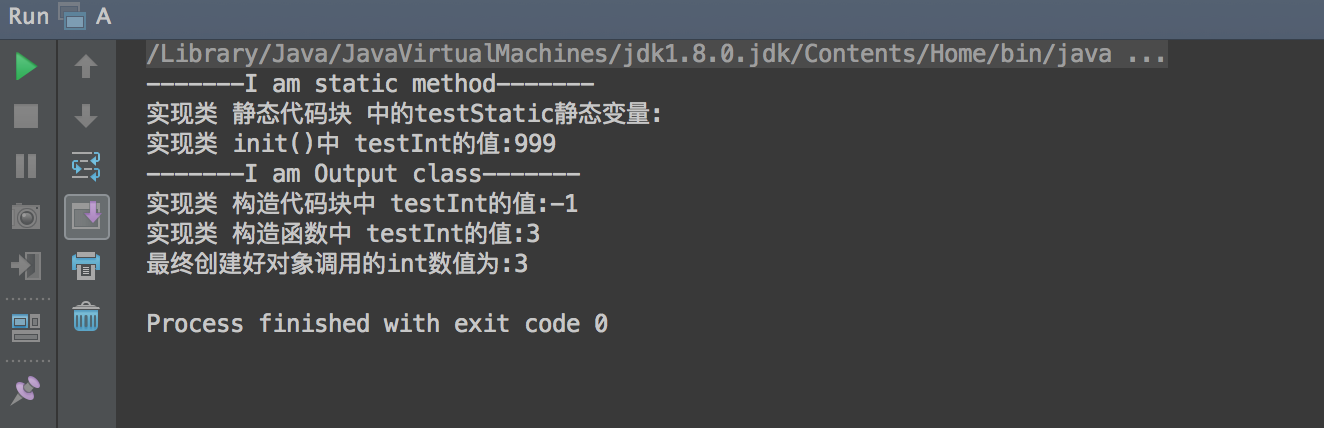 Run A
/Library/Java/JavaVirtualMachines/jdk1.8.0.jdk/Contents/Home/bin/java ...
-------I am static method-------
实现类 静态代码块 中的testStatic静态变量:
实现类 init()中 testInt的值:999
-------I am Output class-------
实现类 构造代码块中 testInt的值:-1
实现类 构造函数中 testInt的值:3
最终创建好对象调用的int数值为:3
Process finished with exit code 0